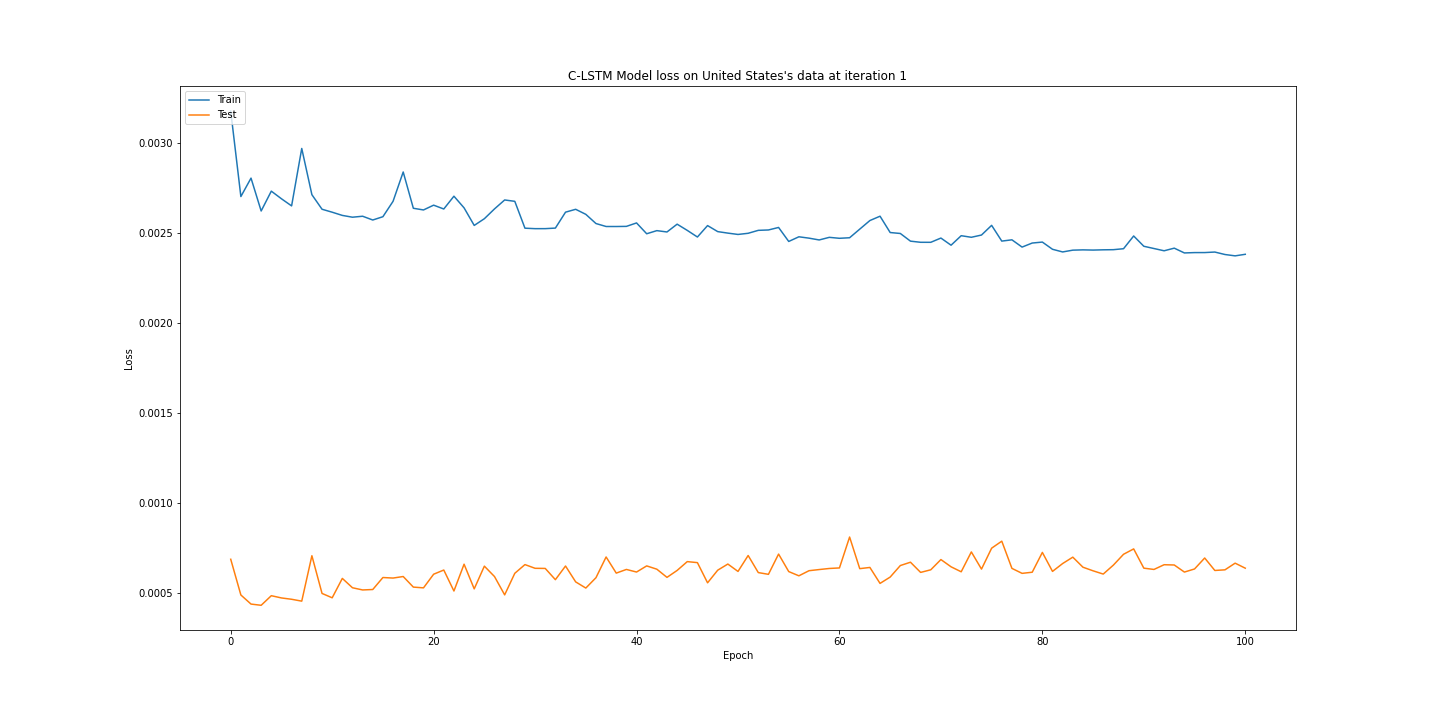 C-LSTM Model loss on United States's data at iteration 1
Train
Test
0.0030
0.0025
0.0020
0.0015
0.0010
0.0005
Loss
0 20 40 60 80 100
Epoch